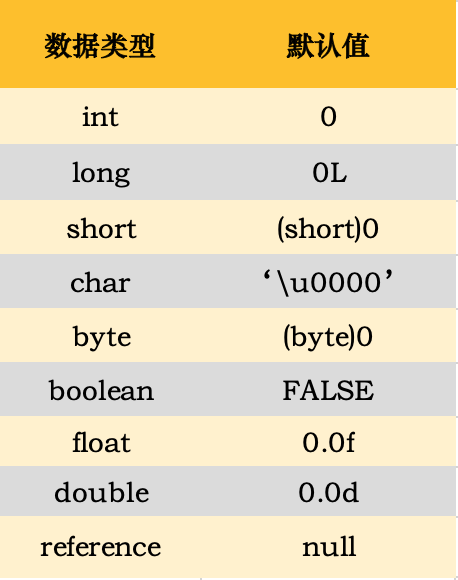 数据类型 默认值
int 0
long 0L
short (short)0
char ‘\u0000’
byte (byte)0
boolean FALSE
float 0.0f
double 0.0d
reference null